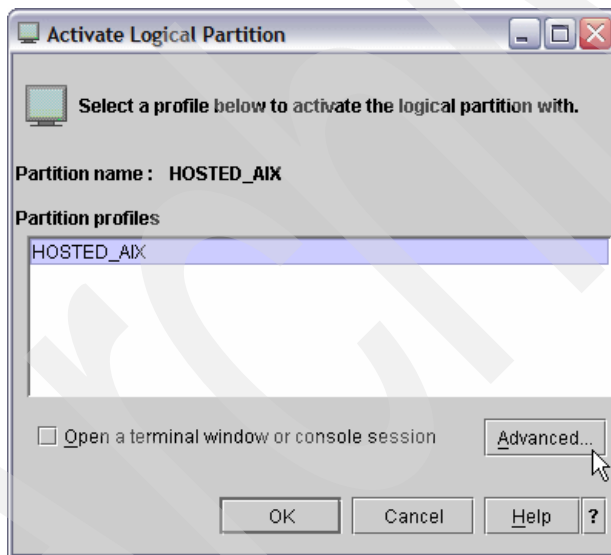 Activate Logical Partition
Select a profile below to activate the logical partition with.
Partition name : HOSTED_AIX
Partition profiles
HOSTED_AIX
Open a terminal window or console session
Advanced...
OK Cancel Help ?